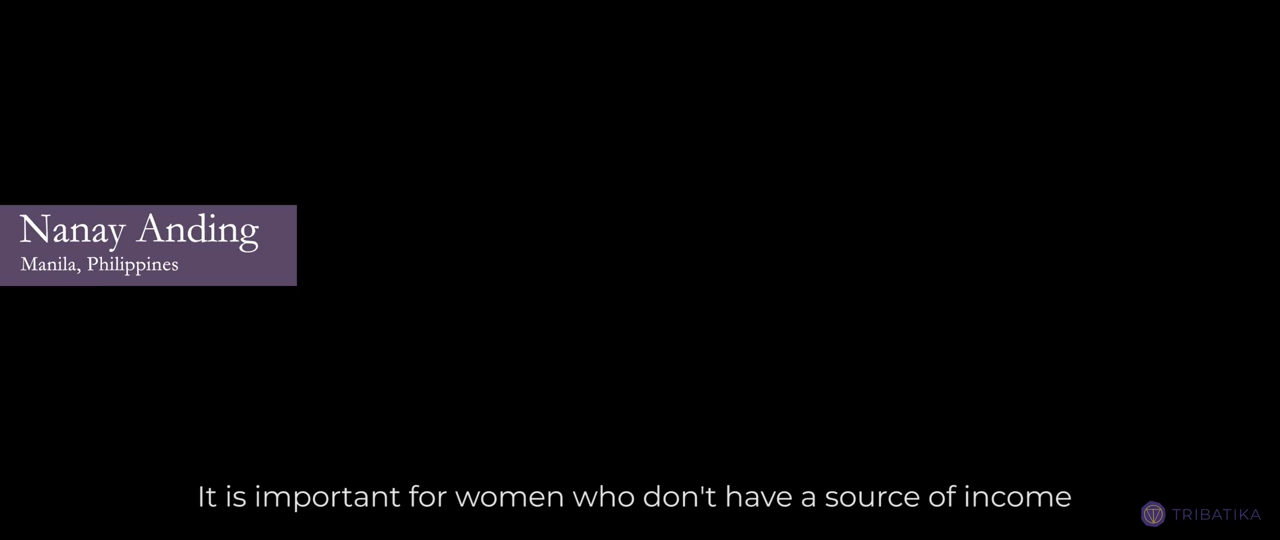 Nanay Anding
Manila, Philippines
It is important for women who don't have a source of income
TRIBATIKA